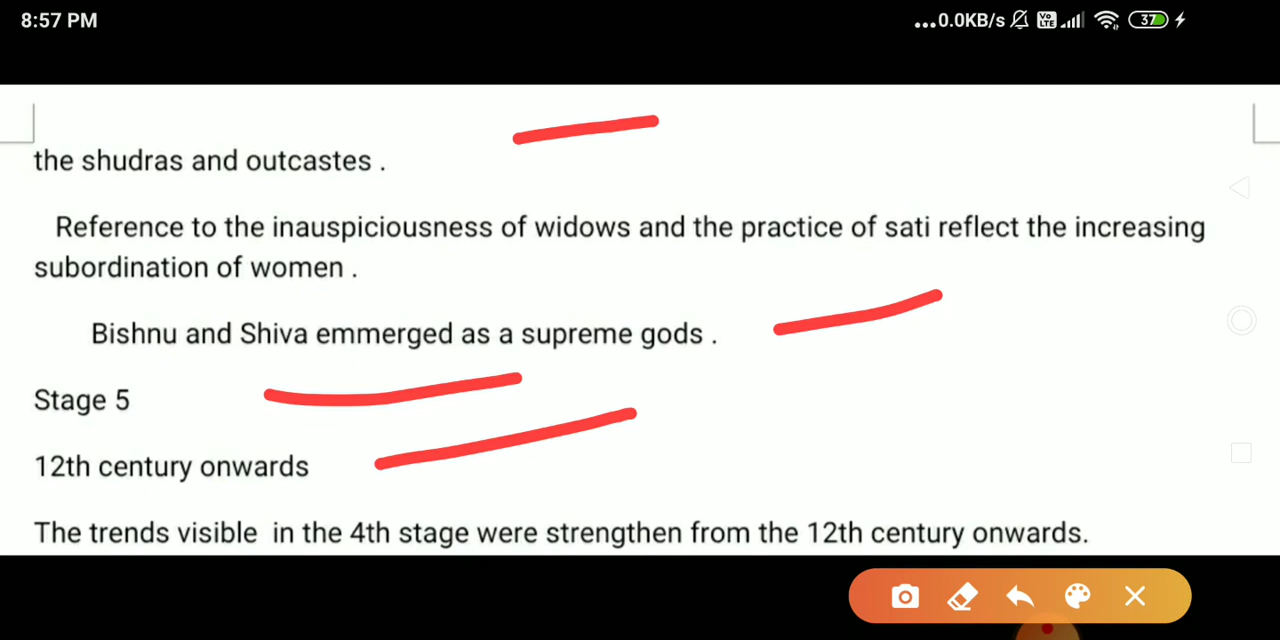 8:57 PM
...0.0KB/s Vo LTE 37
the shudras and outcastes .
Reference to the inauspiciousness of widows and the practice of sati reflect the increasing
subordination of women .
Bishnu and Shiva emmerged as a supreme gods .
Stage 5
12th century onwards
The trends visible in the 4th stage were strengthen from the 12th century onwards.